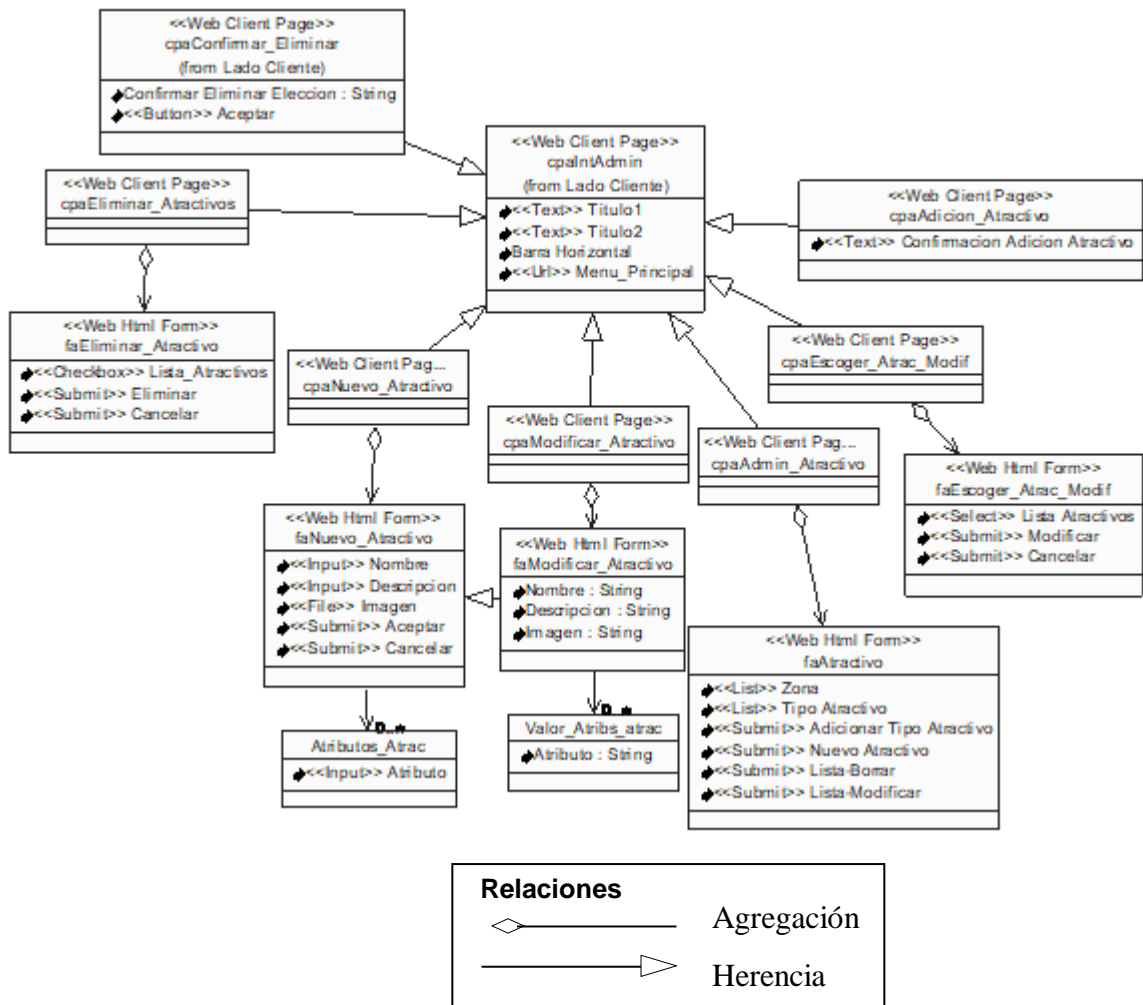 <<Web Client Page>>
cpaConfirmar_Eliminar
(from Lado Cliente)
Confirmar Eliminar Eleccion : String
<<Button>> Aceptar
<<Web Client Page>>
cpaIntAdmin
(from Lado Cliente)
<<Text>> Titulo1
<<Text>> Titulo2
Barra Horizontal
<<Url>> Menu_Principal
<<Web Client Page>>
cpaEliminar_Atractivos
<<Web Client Page>>
cpaAdicion_Atractivo
<<Text>> Confirmacion Adicion Atractivo
<<Web Html Form>>
faEliminar_Atractivo
<<Checkbox>> Lista_Atractivos
<<Submit>> Eliminar
<<Submit>> Cancelar
<<Web Client Pag...
cpaNuevo_Atractivo
<<Web Client Page>>
cpaEscoger_Atrac_Modif
<<Web Client Page>>
cpaModificar_Atractivo
<<Web Client Pag...
cpaAdmin_Atractivo
<<Web Html Form>>
faEscoger_Atrac_Modif
<<Select>> Lista Atractivos
<<Submit>> Modificar
<<Submit>> Cancelar
<<Web Html Form>>
faNuevo_Atractivo
<<Input>> Nombre
<<Input>> Descripcion
<<File>> Imagen
<<Submit>> Aceptar
<<Submit>> Cancelar
<<Web Html Form>>
faModificar_Atractivo
Nombre : String
Descripcion : String
Imagen : String
<<Web Html Form>>
faAtractivo
<<List>> Zona
<<List>> Tipo Atractivo
<<Submit>> Adicionar Tipo Atractivo
<<Submit>> Nuevo Atractivo
<<Submit>> Lista-Borrar
<<Submit>> Lista-Modificar
0..*
Atributos_Atrac
<<Input>> Atributo
0..*
Valor_Atribs_atrac
Atributo : String
Relaciones
Agregación
Herencia